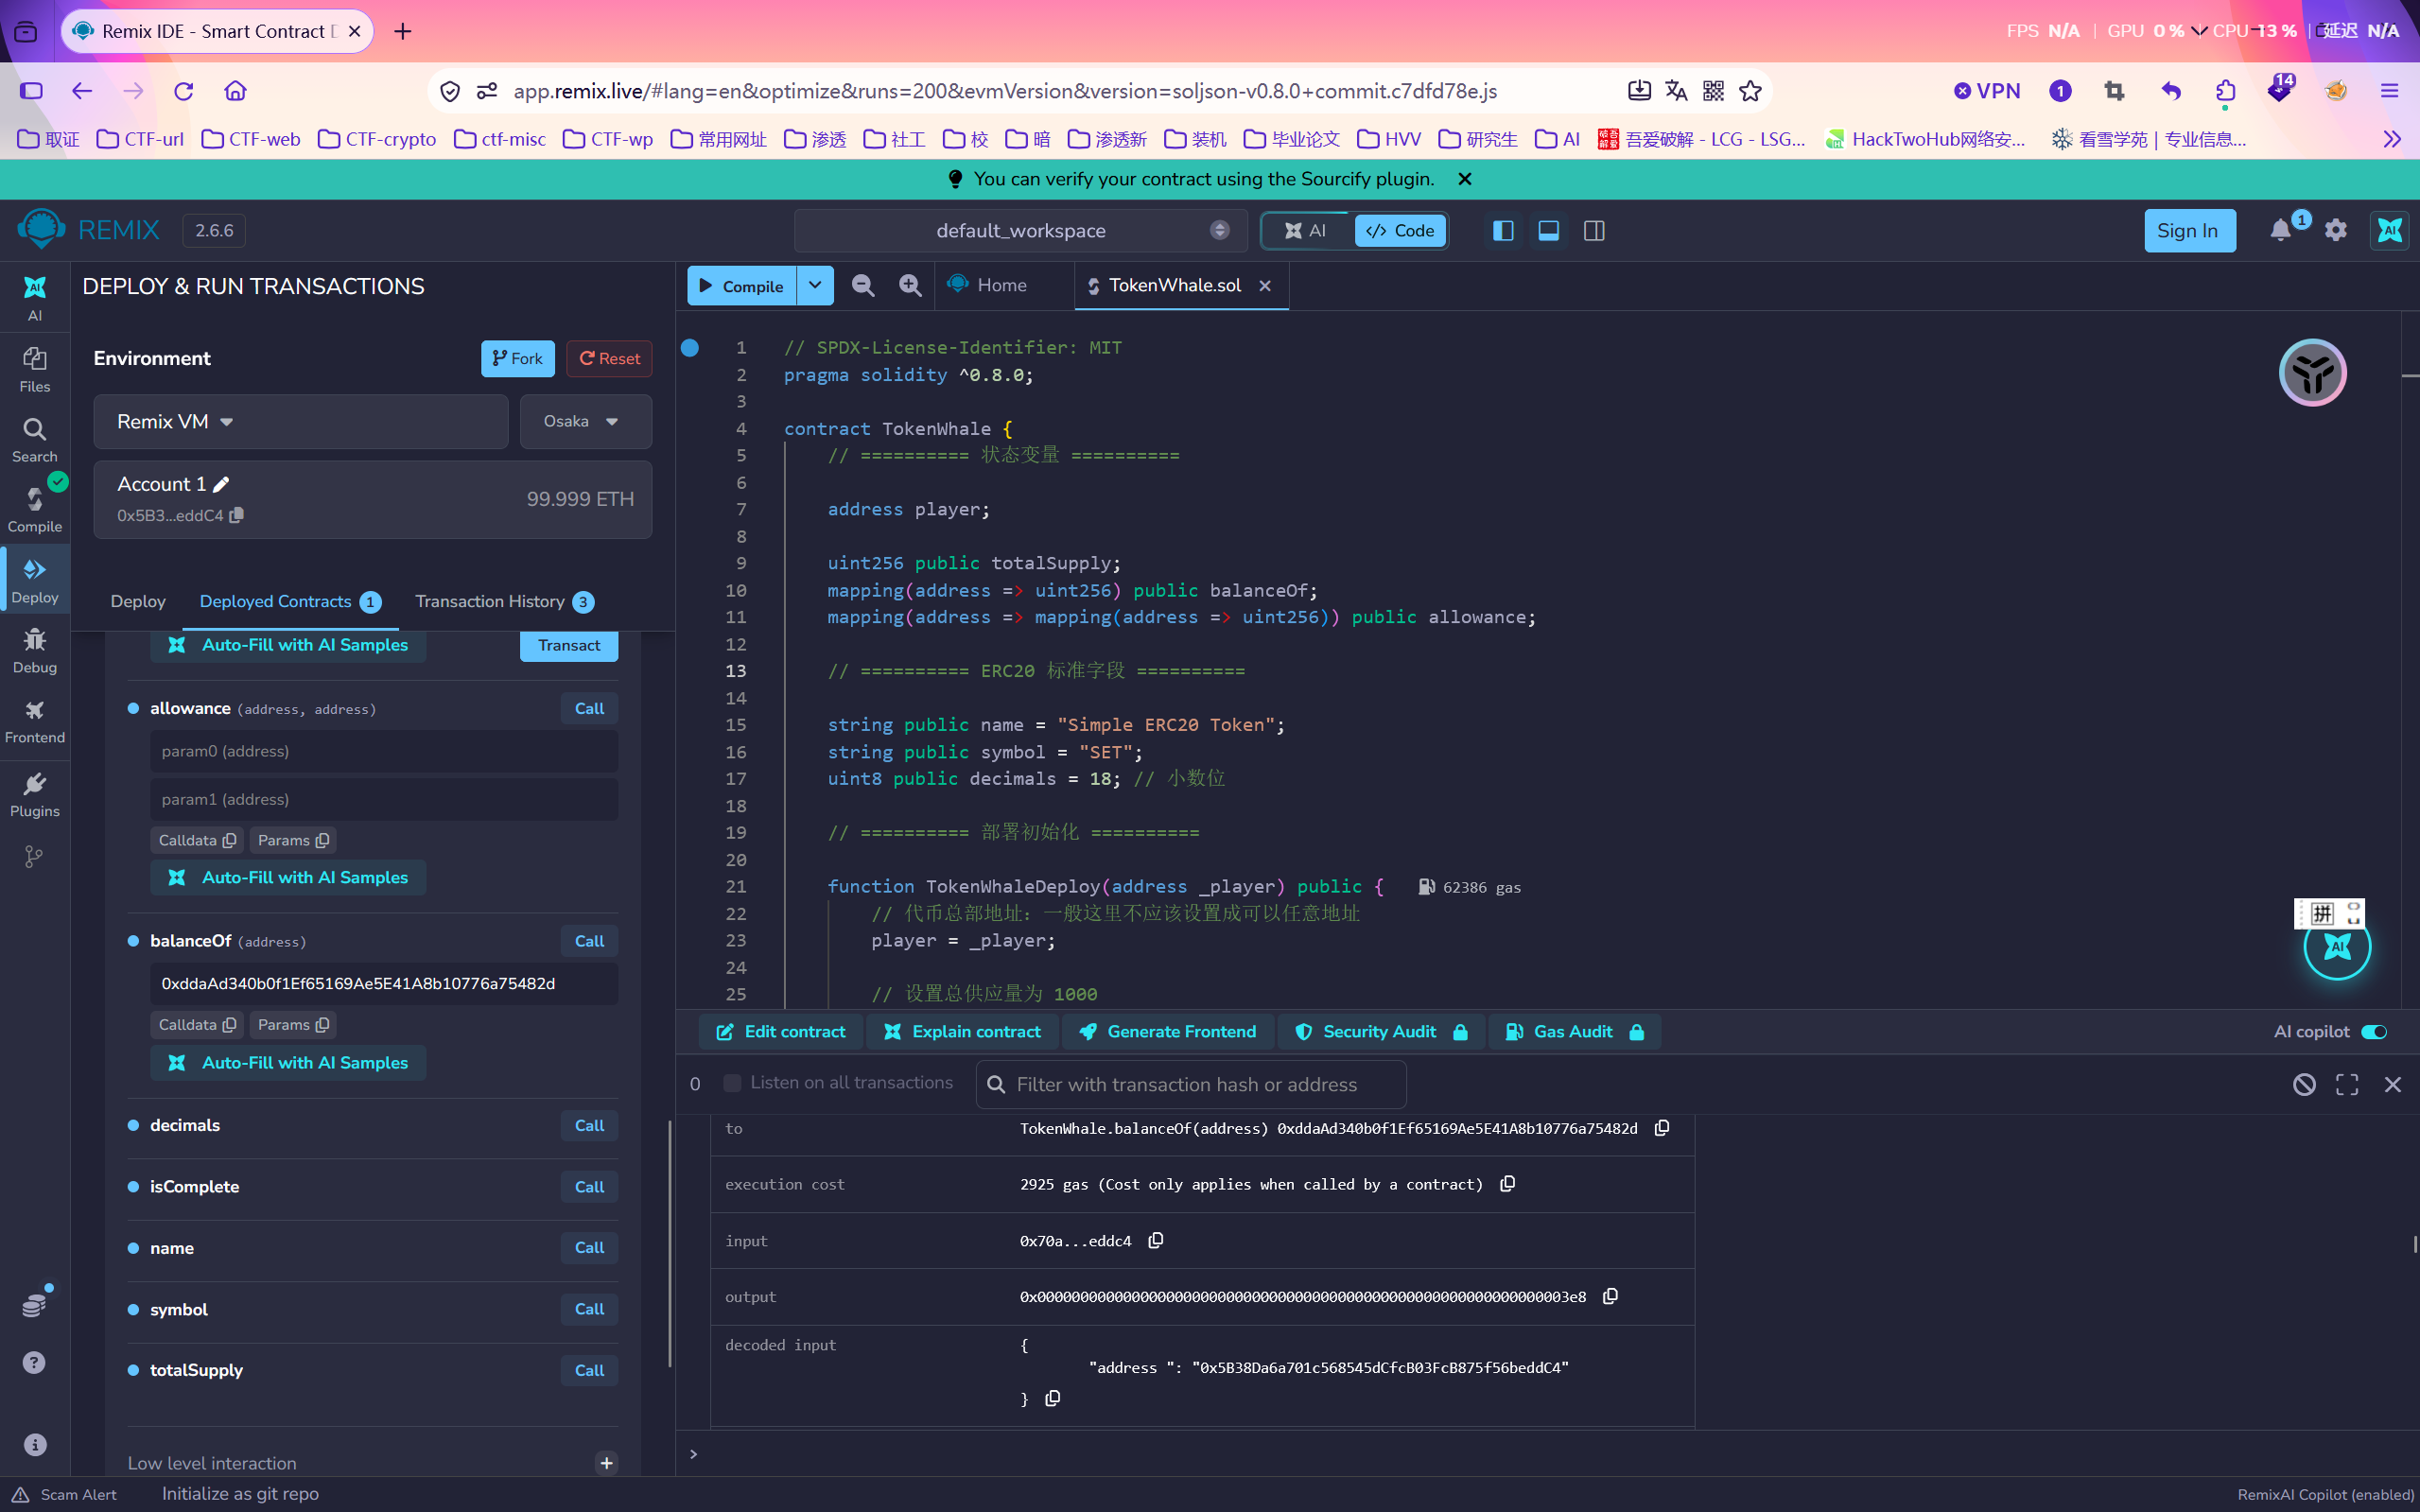 Remix IDE - Smart Contract D
FPS N/A | GPU 0 % CPU 13 % | 延迟 N/A
app.remix.live/#lang=en&optimize&runs=200&evmVersion&version=soljson-v0.8.0+commit.c7dfd78e.js
VPN 1 14
取证 CTF-url CTF-web CTF-crypto ctf-misc CTF-wp 常用网址 渗透 社工 校 暗 渗透新 装机 毕业论文 HVV 研究生 AI 吾爱破解 - LCG - LSG... HackTwoHub网络安... 看雪学苑 | 专业信息...
You can verify your contract using the Sourcify plugin.
REMIX 2.6.6 default_workspace AI </> Code Sign In 1 AI
AI
Files
Search
Compile
Deploy
Debug
Frontend
Plugins
DEPLOY & RUN TRANSACTIONS
Environment Fork Reset
Remix VM Osaka
Account 1
99.999 ETH
0x5B3...eddC4
Deploy Deployed Contracts 1 Transaction History 3
Auto-Fill with AI Samples Transact
allowance (address, address) Call
param0 (address)
param1 (address)
Calldata Params
Auto-Fill with AI Samples
balanceOf (address) Call
0xddaAd340b0f1Ef65169Ae5E41A8b10776a75482d
Calldata Params
Auto-Fill with AI Samples
decimals Call
isComplete Call
name Call
symbol Call
totalSupply Call
Low level interaction +
Compile Home TokenWhale.sol
1 // SPDX-License-Identifier: MIT
2 pragma solidity ^0.8.0;
3
4 contract TokenWhale {
5 // ========== 状态变量 ==========
6
7 address player;
8
9 uint256 public totalSupply;
10 mapping(address => uint256) public balanceOf;
11 mapping(address => mapping(address => uint256)) public allowance;
12
13 // ========== ERC20 标准字段 ==========
14
15 string public name = "Simple ERC20 Token";
16 string public symbol = "SET";
17 uint8 public decimals = 18; // 小数位
18
19 // ========== 部署初始化 ==========
20
21 function TokenWhaleDeploy(address _player) public { 62386 gas
22 // 代币总部地址：一般这里不应该设置成可以任意地址
23 player = _player;
24
25 // 设置总供应量为 1000
拼
AI
Edit contract Explain contract Generate Frontend Security Audit Gas Audit AI copilot
0 Listen on all transactions Filter with transaction hash or address
to TokenWhale.balanceOf(address) 0xddaAd340b0f1Ef65169Ae5E41A8b10776a75482d
execution cost 2925 gas (Cost only applies when called by a contract)
input 0x70a...eddc4
output 0x00000000000000000000000000000000000000000000000000000000000003e8
decoded input {
"address ": "0x5B38Da6a701c568545dCfcB03FcB875f56beddC4"
}
>
Scam Alert Initialize as git repo RemixAI Copilot (enabled)